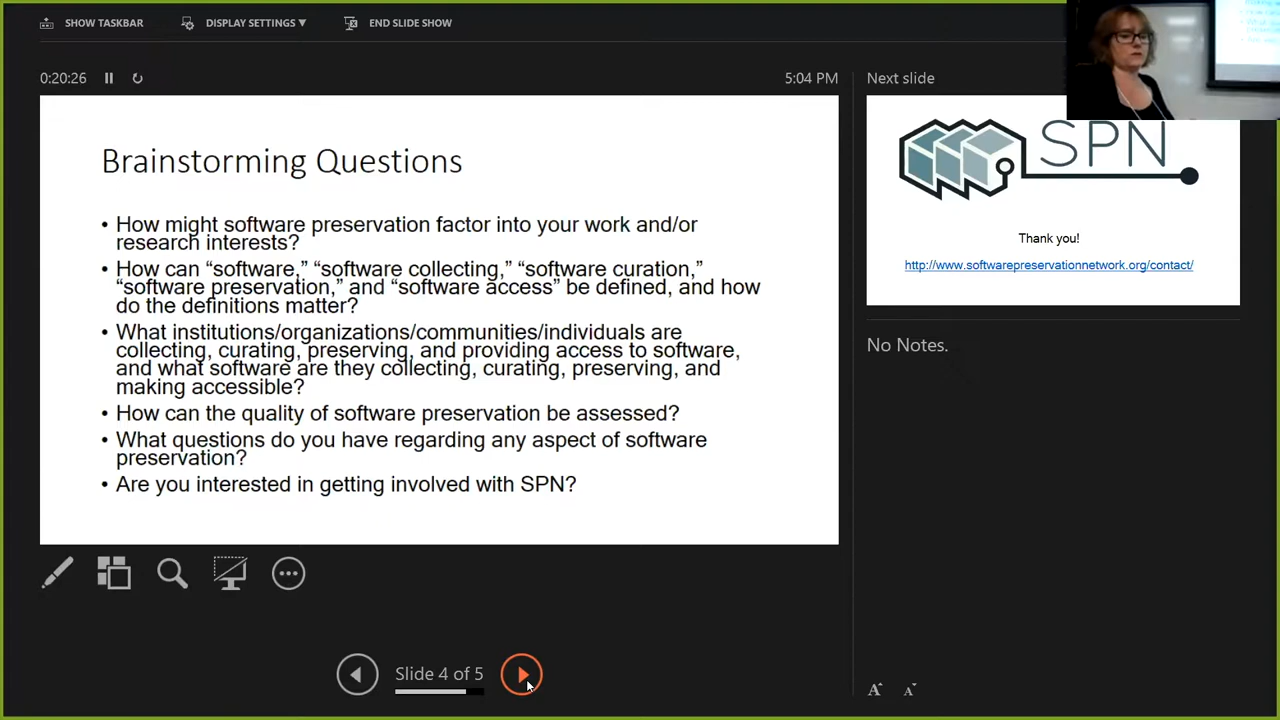 SHOW TASKBAR
DISPLAY SETTINGS ▼
END SLIDE SHOW
0:20:26
5:04 PM
Next slide
Brainstorming Questions
• How might software preservation factor into your work and/or
research interests?
• How can “software,” “software collecting,” “software curation,”
“software preservation,” and “software access” be defined, and how
do the definitions matter?
• What institutions/organizations/communities/individuals are
collecting, curating, preserving, and providing access to software,
and what software are they collecting, curating, preserving, and
making accessible?
• How can the quality of software preservation be assessed?
• What questions do you have regarding any aspect of software
preservation?
• Are you interested in getting involved with SPN?
SPN
Thank you!
http://www.softwarepreservationnetwork.org/contact/
No Notes.
Slide 4 of 5
A A